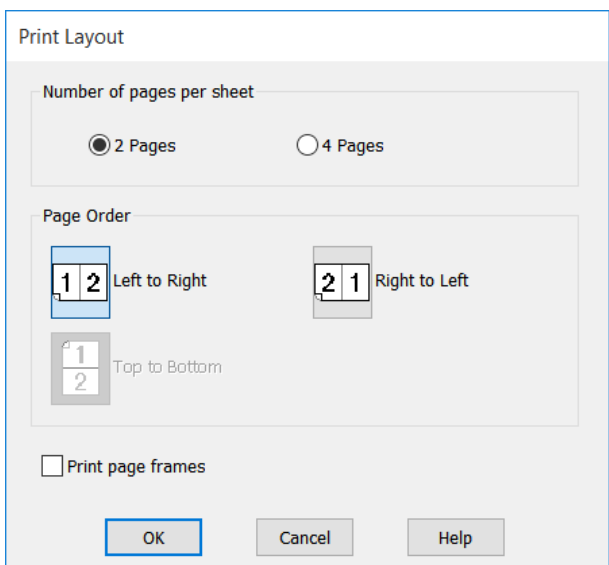 Print Layout
Number of pages per sheet
2 Pages 4 Pages
Page Order
1 2 Left to Right 2 1 Right to Left
1
2
Top to Bottom
Print page frames
OK Cancel Help